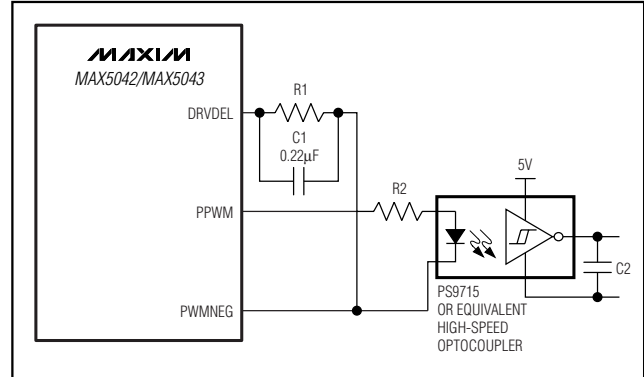 MAXIM
MAX5042/MAX5043
DRVDEL
R1
C1
0.22µF
5V
PPWM
R2
C2
PWMNEG
PS9715
OR EQUIVALENT
HIGH-SPEED
OPTOCOUPLER